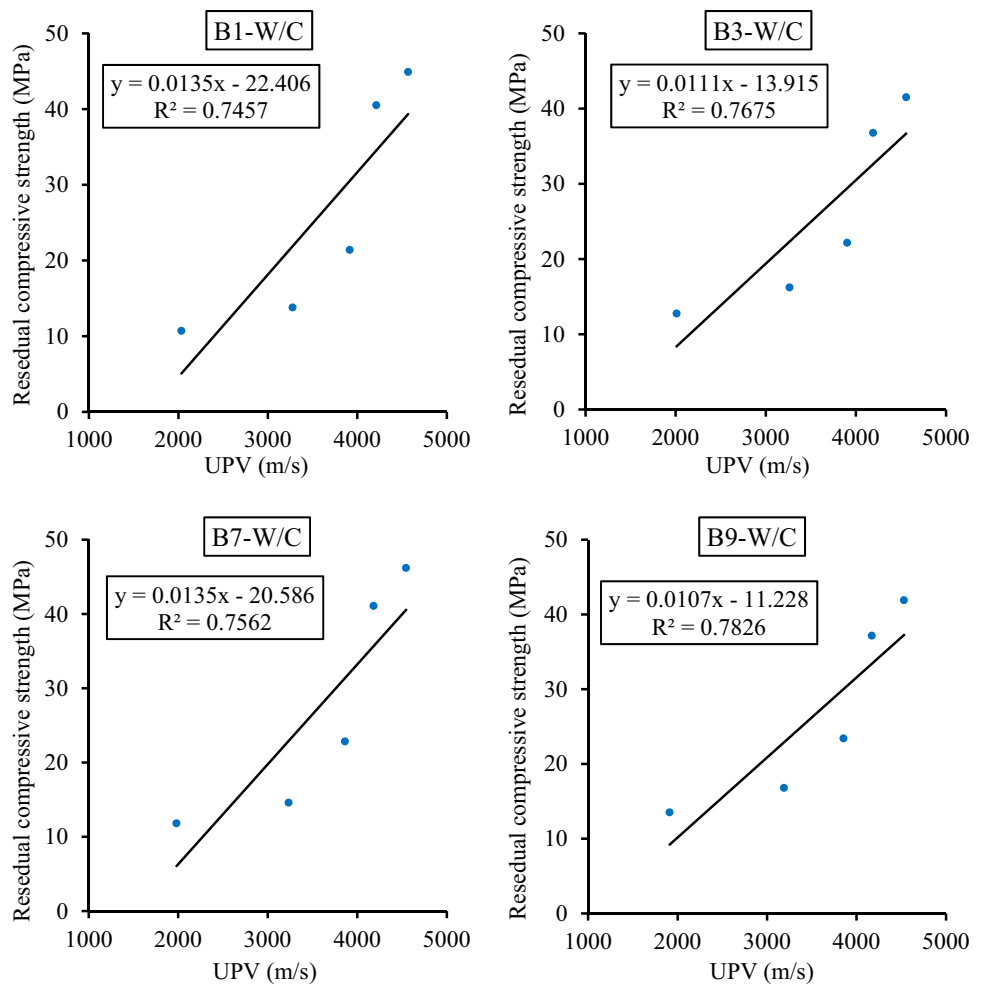 B1-W/C
y = 0.0135x - 22.406
R² = 0.7457
Resedual compressive strength (MPa)
50
40
30
20
10
0
1000 2000 3000 4000 5000
UPV (m/s)
B3-W/C
y = 0.0111x - 13.915
R² = 0.7675
Resedual compressive strength (MPa)
50
40
30
20
10
0
1000 2000 3000 4000 5000
UPV (m/s)
B7-W/C
y = 0.0135x - 20.586
R² = 0.7562
Resedual compressive strength (MPa)
50
40
30
20
10
0
1000 2000 3000 4000 5000
UPV (m/s)
B9-W/C
y = 0.0107x - 11.228
R² = 0.7826
Resedual compressive strength (MPa)
50
40
30
20
10
0
1000 2000 3000 4000 5000
UPV (m/s)